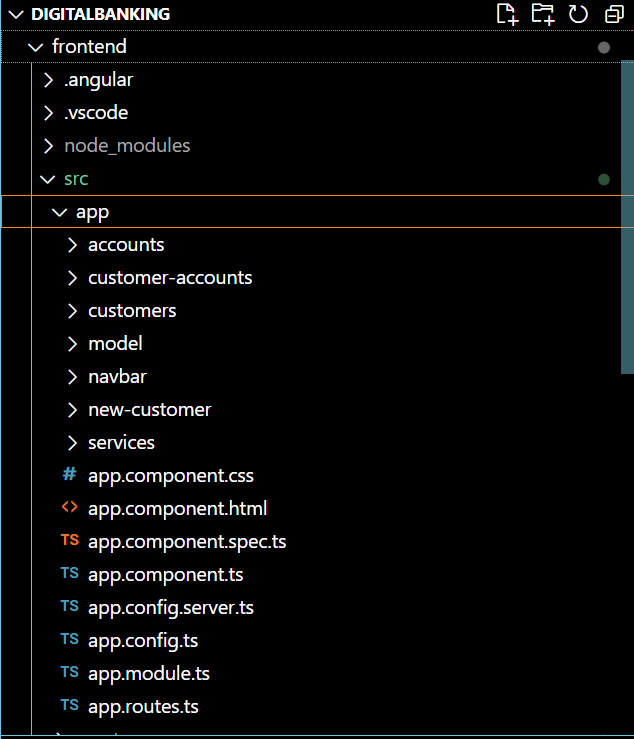 DIGITALBANKING
frontend
.angular
.vscode
node_modules
src
app
accounts
customer-accounts
customers
model
navbar
new-customer
services
# app.component.css
<> app.component.html
TS app.component.spec.ts
TS app.component.ts
TS app.config.server.ts
TS app.config.ts
TS app.module.ts
TS app.routes.ts